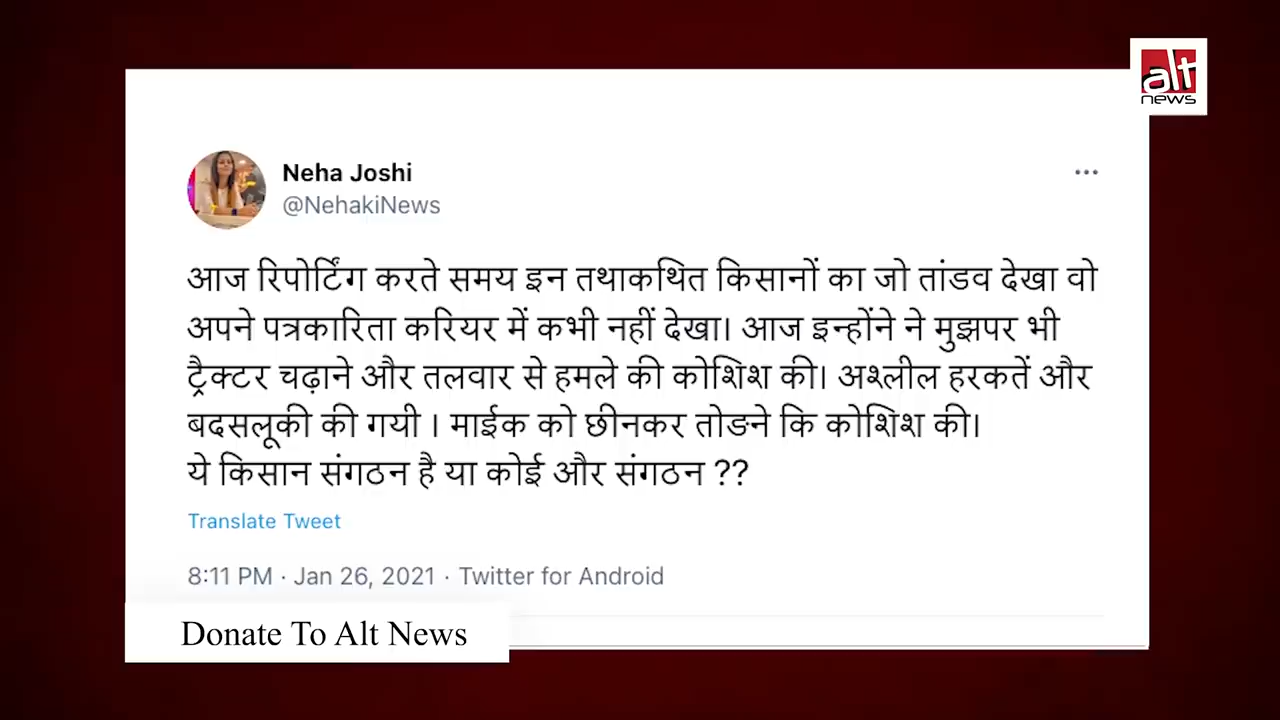 alt
news
Neha Joshi
@NehakiNews
आज रिपोर्टिंग करते समय इन तथाकथित किसानों का जो तांडव देखा वो
अपने पत्रकारिता करियर में कभी नहीं देखा। आज इन्होंने ने मुझपर भी
ट्रैक्टर चढ़ाने और तलवार से हमले की कोशिश की। अश्लील हरकतें और
बदसलूकी की गयी । माईक को छीनकर तोङने कि कोशिश की।
ये किसान संगठन है या कोई और संगठन ??
Translate Tweet
8:11 PM · Jan 26, 2021 · Twitter for Android
Donate To Alt News